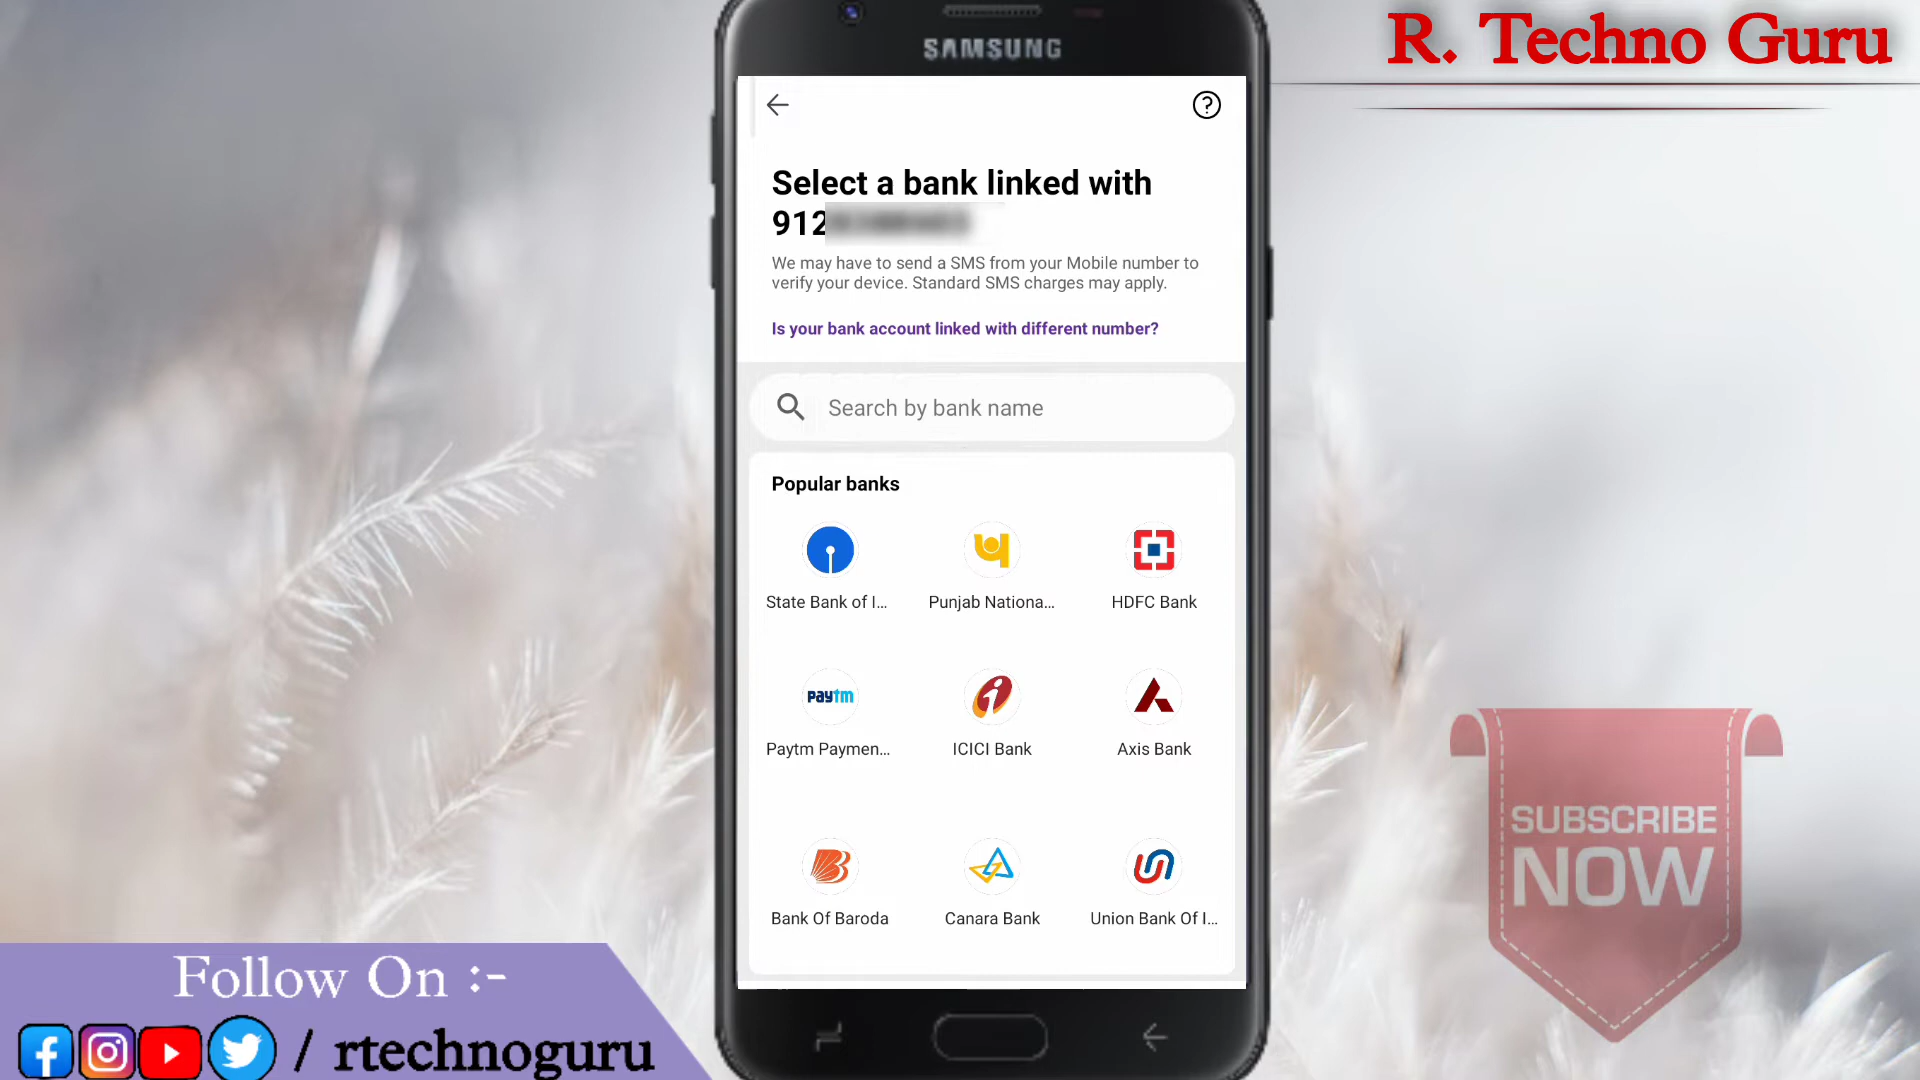 R. Techno Guru
SAMSUNG
Select a bank linked with
912
We may have to send a SMS from your Mobile number to
verify your device. Standard SMS charges may apply.
Is your bank account linked with different number?
Search by bank name
Popular banks
State Bank of I...
Punjab Nationa...
HDFC Bank
paytm
Paytm Paymen...
ICICI Bank
Axis Bank
Bank Of Baroda
Canara Bank
Union Bank Of I...
SUBSCRIBE
NOW
Follow On :-
/ rtechnoguru